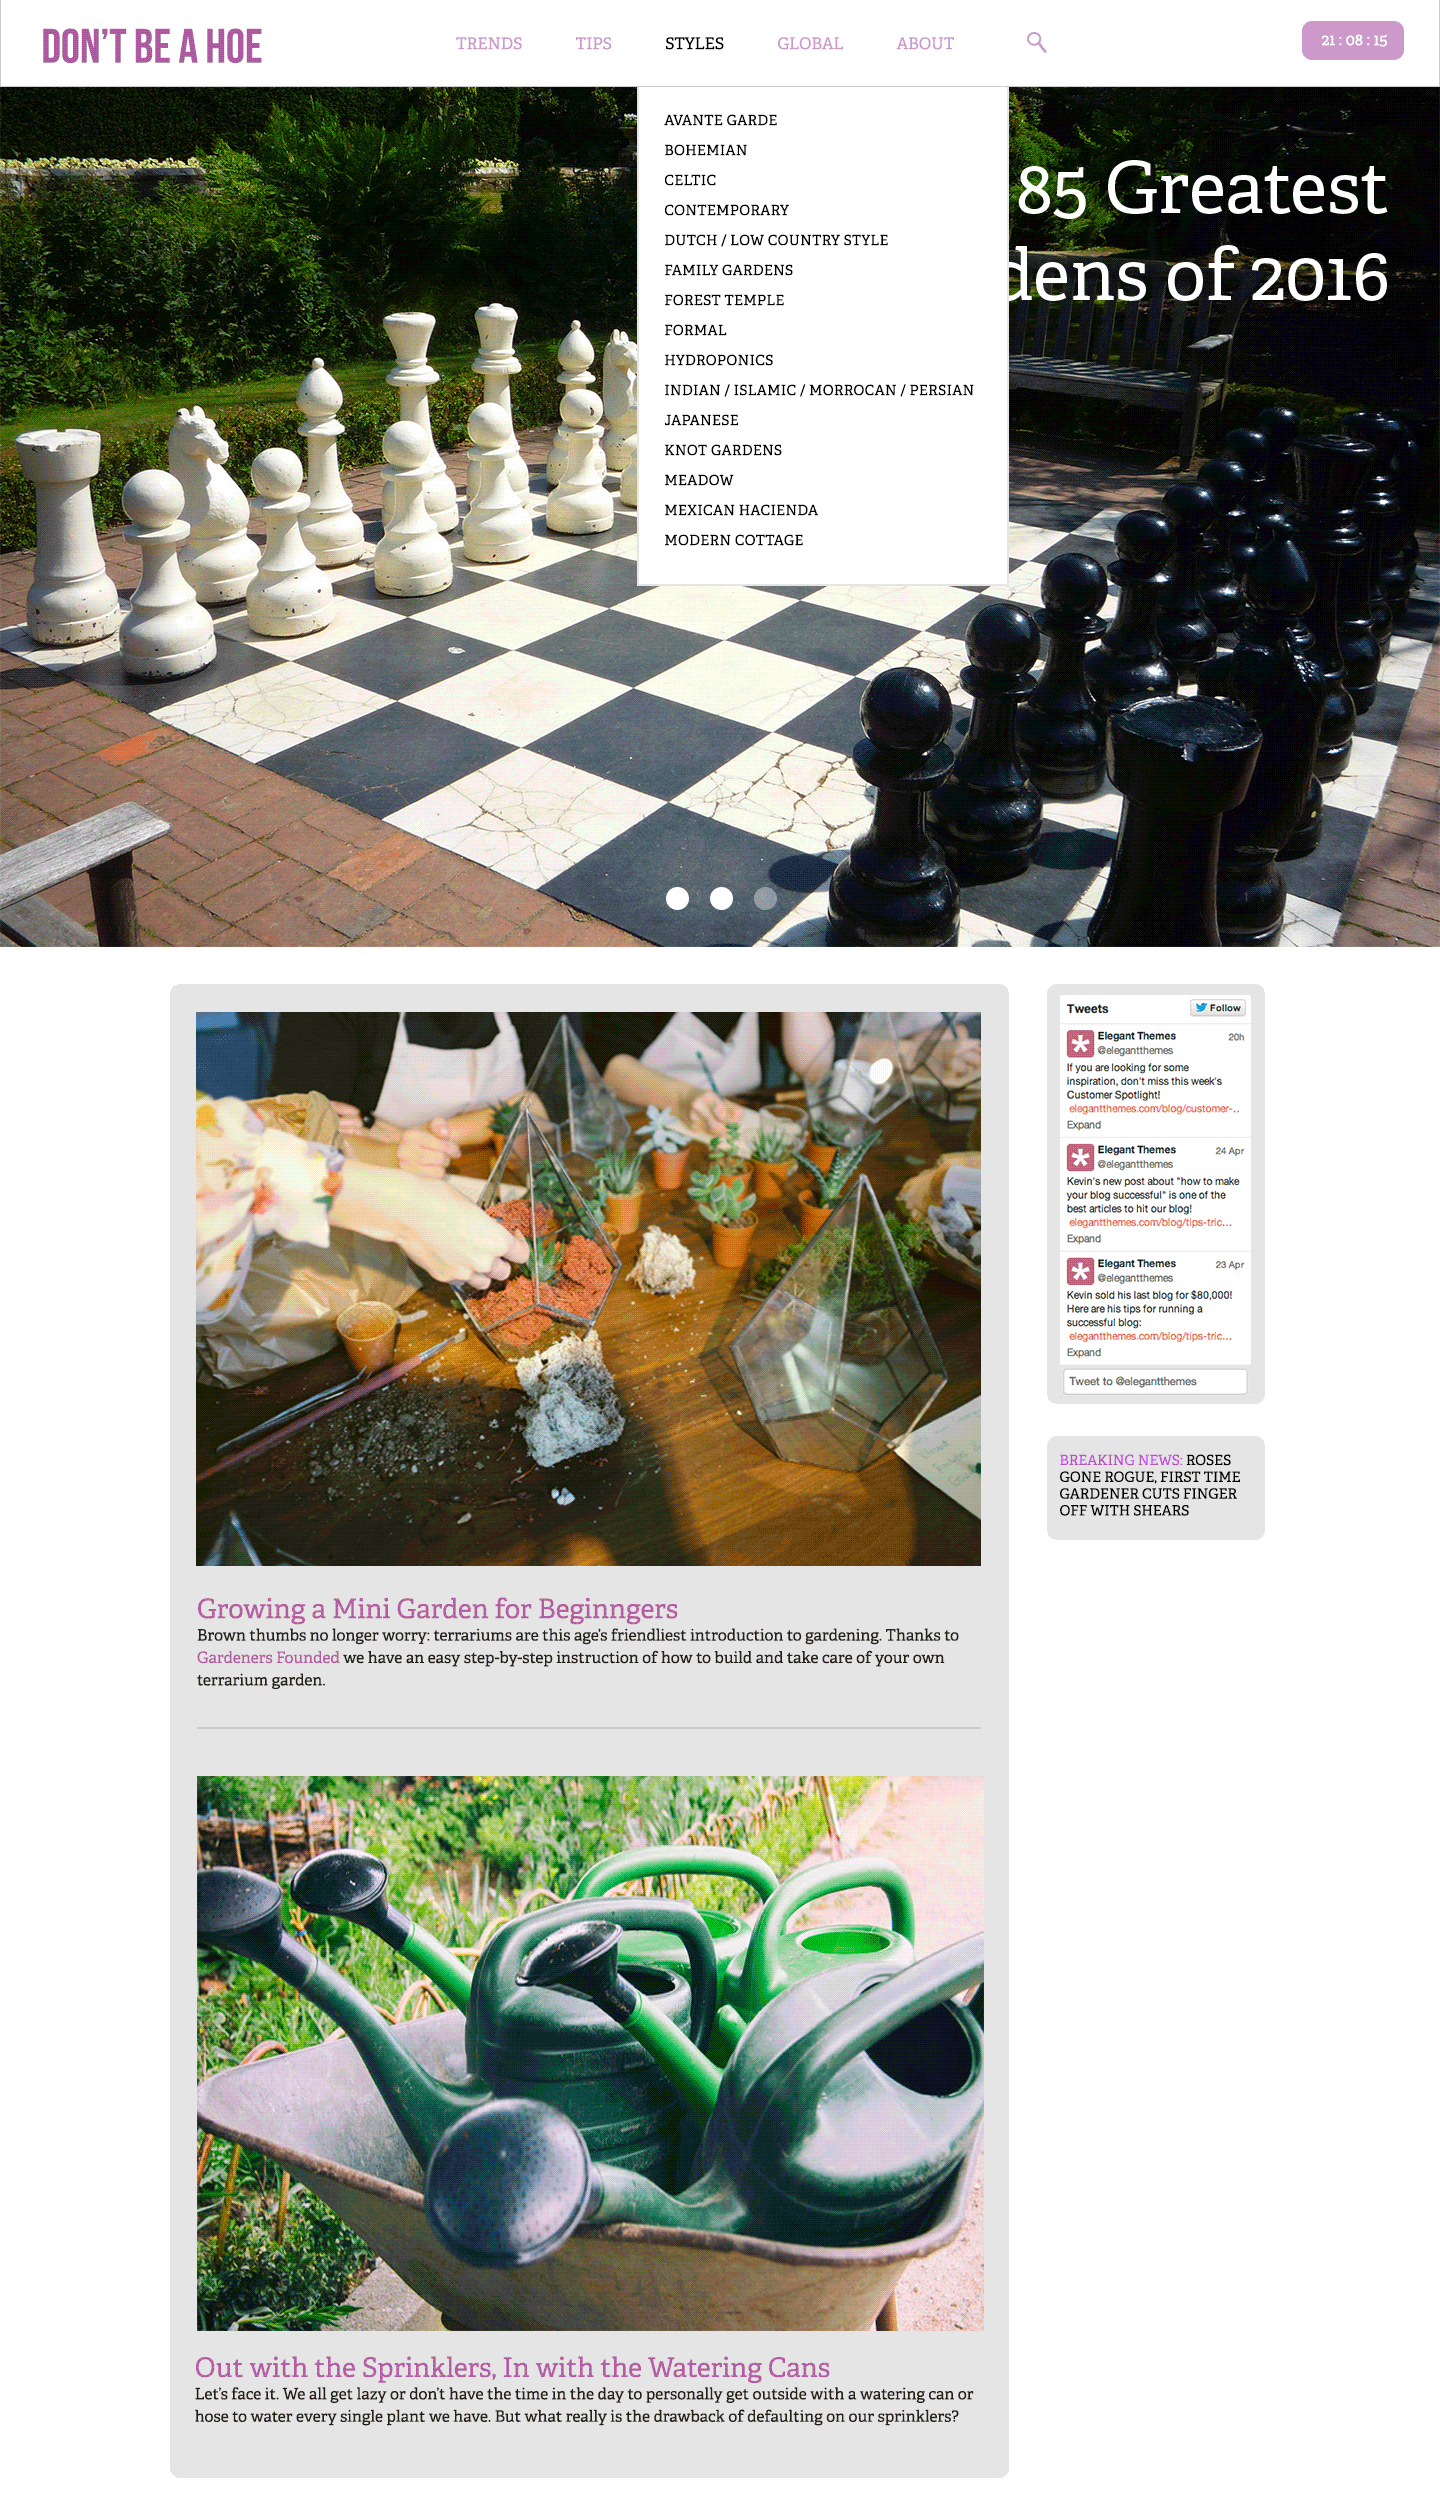 DON'T BE A HOE
TRENDS
TIPS
STYLES
GLOBAL
ABOUT
21 : 08 : 15
AVANTE GARDE
BOHEMIAN
CELTIC
CONTEMPORARY
DUTCH / LOW COUNTRY STYLE
FAMILY GARDENS
FOREST TEMPLE
FORMAL
HYDROPONICS
INDIAN / ISLAMIC / MORROCAN / PERSIAN
JAPANESE
KNOT GARDENS
MEADOW
MEXICAN HACIENDA
MODERN COTTAGE
85 Greatest
dens of 2016
Tweets
Follow
Elegant Themes
20h
@elegantthemes
If you are looking for some
inspiration, don't miss this week's
Customer Spotlight!
elegantthemes.com/blog/customer-..
Expand
Elegant Themes
24 Apr
@elegantthemes
Kevin's new post about "how to make
your blog successful" is one of the
best articles to hit our blog!
elegantthemes.com/blog/tips-tric...
Expand
Elegant Themes
23 Apr
@elegantthemes
Kevin sold his last blog for $80,000!
Here are his tips for running a
successful blog:
elegantthemes.com/blog/tips-tric...
Expand
Tweet to @elegantthemes
BREAKING NEWS: ROSES
GONE ROGUE, FIRST TIME
GARDENER CUTS FINGER
OFF WITH SHEARS
Growing a Mini Garden for Beginngers
Brown thumbs no longer worry: terrariums are this age's friendliest introduction to gardening. Thanks to
Gardeners Founded we have an easy step-by-step instruction of how to build and take care of your own
terrarium garden.
Out with the Sprinklers, In with the Watering Cans
Let's face it. We all get lazy or don't have the time in the day to personally get outside with a watering can or
hose to water every single plant we have. But what really is the drawback of defaulting on our sprinklers?